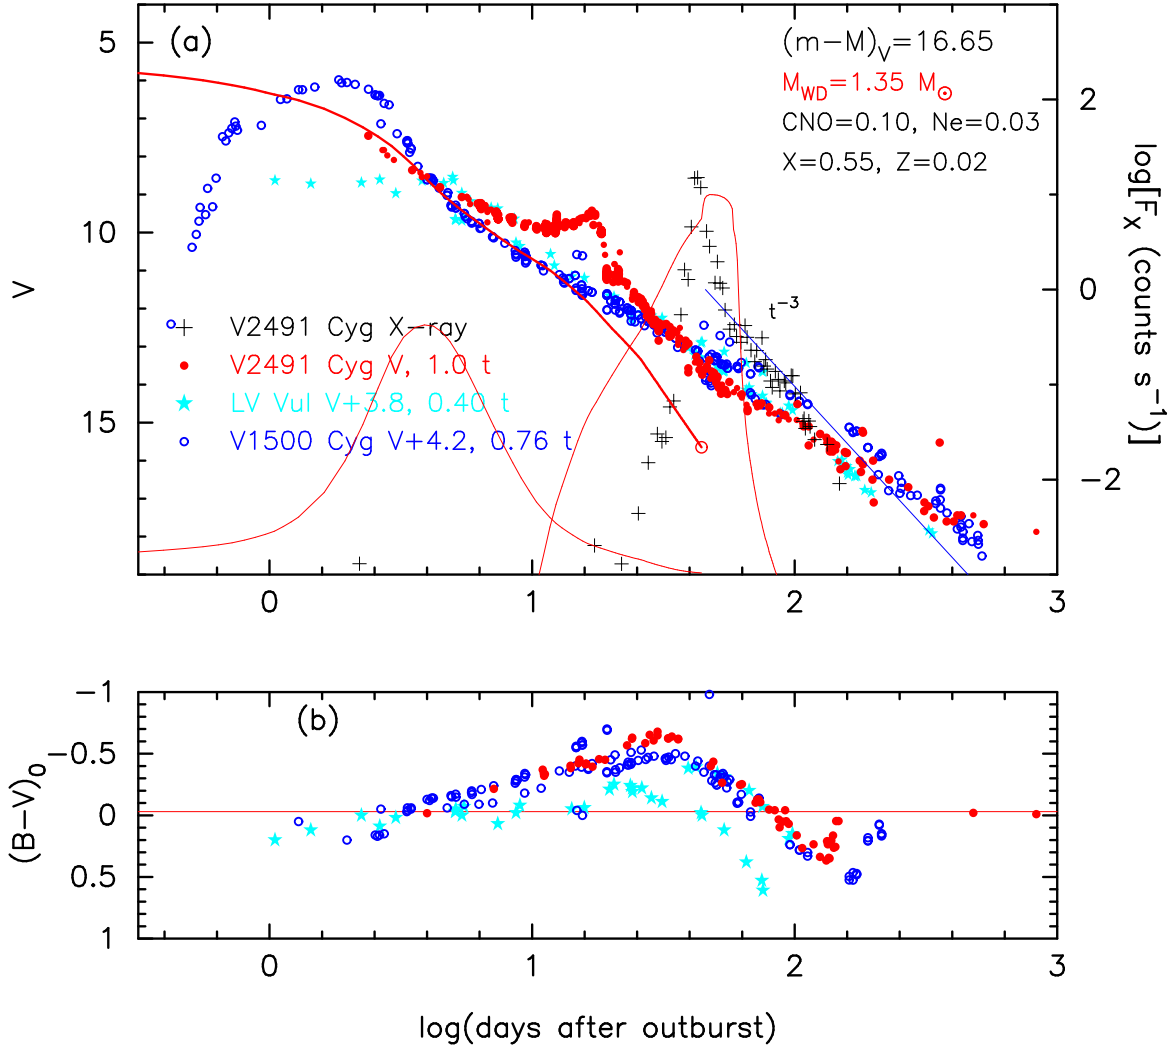 (a)
(m−M)V=16.65
MWD=1.35 M⊙
CNO=0.10, Ne=0.03
X=0.55, Z=0.02
5
10
15
V
2
0
−2
log[FX (counts s−1)]
t−3
V2491 Cyg X−ray
V2491 Cyg V, 1.0 t
LV Vul V+3.8, 0.40 t
V1500 Cyg V+4.2, 0.76 t
0 1 2 3
(b)
−1
−0.5
0
0.5
1
(B−V)0
0 1 2 3
log(days after outburst)